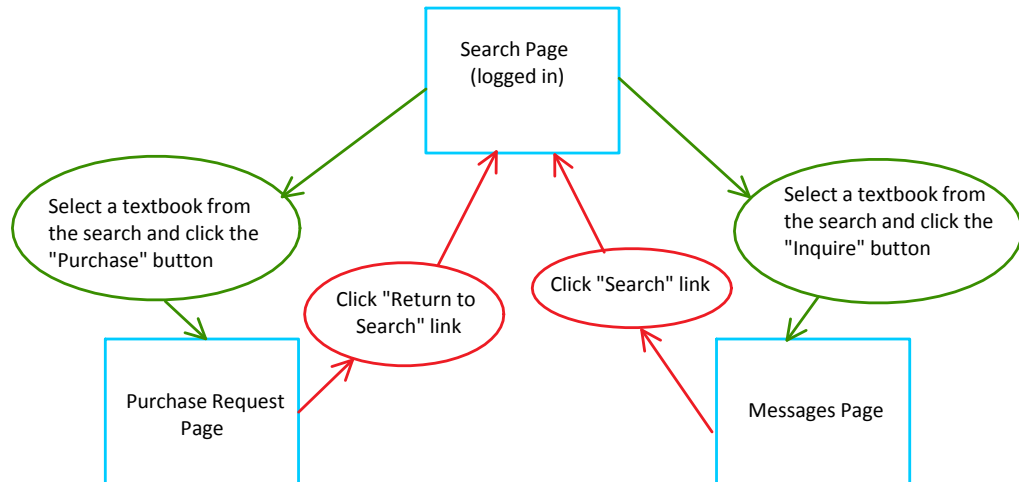 Search Page
(logged in)
Select a textbook from
the search and click the
"Purchase" button
Select a textbook from
the search and click the
"Inquire" button
Click "Return to
Search" link
Click "Search" link
Purchase Request
Page
Messages Page